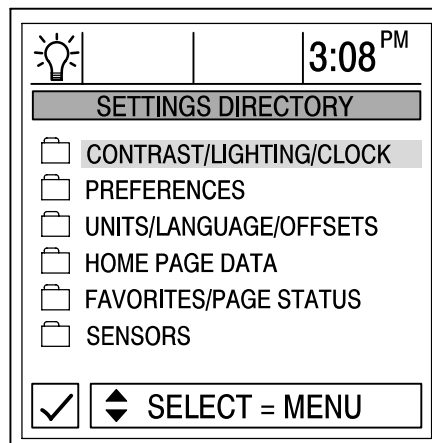 3:08 PM
SETTINGS DIRECTORY
CONTRAST/LIGHTING/CLOCK
PREFERENCES
UNITS/LANGUAGE/OFFSETS
HOME PAGE DATA
FAVORITES/PAGE STATUS
SENSORS
SELECT = MENU